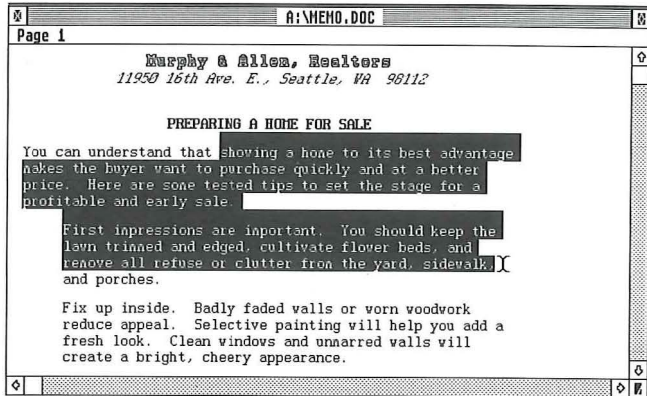 A:\MEMO.DOC
Page 1
Murphy & Allen, Realtors
11950 16th Ave. E., Seattle, WA  98112
PREPARING A HOME FOR SALE
You can understand that showing a home to its best advantage
makes the buyer want to purchase quickly and at a better
price.  Here are some tested tips to set the stage for a
profitable and early sale.
First impressions are important.  You should keep the
lawn trimmed and edged, cultivate flower beds, and
remove all refuse or clutter from the yard, sidewalk,
and porches.
Fix up inside.  Badly faded walls or worn woodwork
reduce appeal.  Selective painting will help you add a
fresh look.  Clean windows and unmarred walls will
create a bright, cheery appearance.